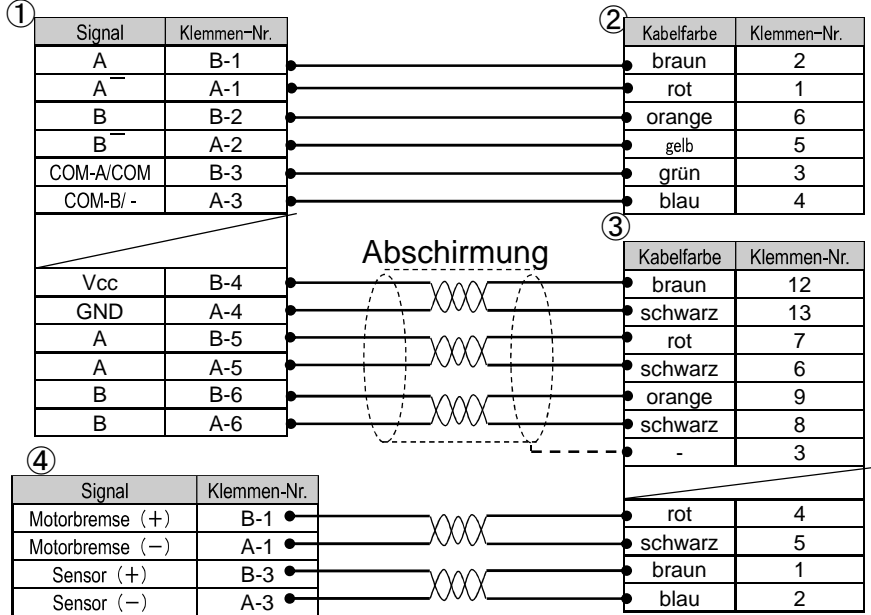 ①
Signal Klemmen-Nr.
A B-1
A̅ A-1
B B-2
B̅ A-2
COM-A/COM B-3
COM-B/ - A-3
Vcc B-4
GND A-4
A B-5
A A-5
B B-6
B A-6
②
Kabelfarbe Klemmen-Nr.
braun 2
rot 1
orange 6
gelb 5
grün 3
blau 4
Abschirmung
③
Kabelfarbe Klemmen-Nr.
braun 12
schwarz 13
rot 7
schwarz 6
orange 9
schwarz 8
- 3
rot 4
schwarz 5
braun 1
blau 2
④
Signal Klemmen-Nr.
Motorbremse (+) B-1
Motorbremse (−) A-1
Sensor (+) B-3
Sensor (−) A-3